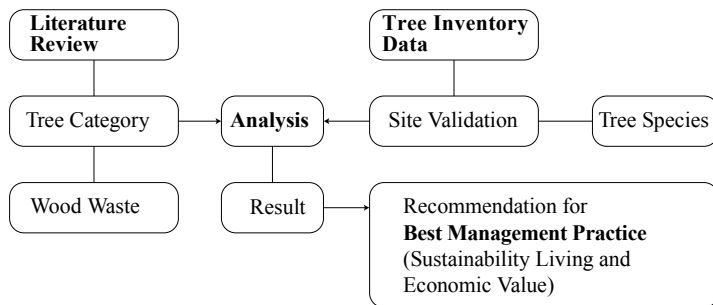 Literature
Review
Tree Inventory
Data
Tree Category
Analysis
Site Validation
Tree Species
Wood Waste
Result
Recommendation for
Best Management Practice
(Sustainability Living and
Economic Value)